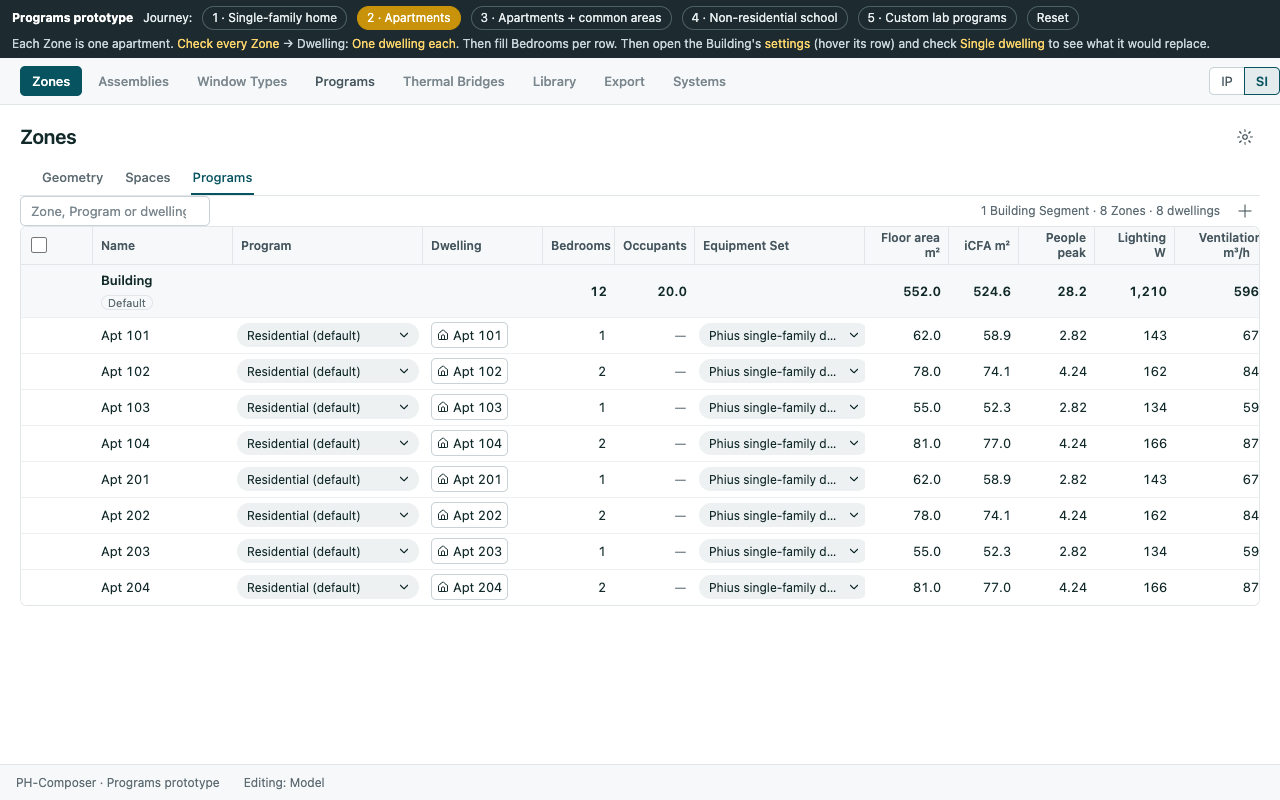 Programs prototype Journey: 1 · Single-family home 2 · Apartments 3 · Apartments + common areas 4 · Non-residential school 5 · Custom lab programs Reset
Each Zone is one apartment. Check every Zone → Dwelling: One dwelling each. Then fill Bedrooms per row. Then open the Building's settings (hover its row) and check Single dwelling to see what it would replace.
Zones Assemblies Window Types Programs Thermal Bridges Library Export Systems IP SI
Zones
Geometry Spaces Programs
Zone, Program or dwelling 1 Building Segment · 8 Zones · 8 dwellings
Name Program Dwelling Bedrooms Occupants Equipment Set Floor area m² iCFA m² People peak Lighting W Ventilation m³/h
Building 12 20.0 552.0 524.6 28.2 1,210 596
Default
Apt 101 Residential (default) Apt 101 1 — Phius single-family d... 62.0 58.9 2.82 143 67
Apt 102 Residential (default) Apt 102 2 — Phius single-family d... 78.0 74.1 4.24 162 84
Apt 103 Residential (default) Apt 103 1 — Phius single-family d... 55.0 52.3 2.82 134 59
Apt 104 Residential (default) Apt 104 2 — Phius single-family d... 81.0 77.0 4.24 166 87
Apt 201 Residential (default) Apt 201 1 — Phius single-family d... 62.0 58.9 2.82 143 67
Apt 202 Residential (default) Apt 202 2 — Phius single-family d... 78.0 74.1 4.24 162 84
Apt 203 Residential (default) Apt 203 1 — Phius single-family d... 55.0 52.3 2.82 134 59
Apt 204 Residential (default) Apt 204 2 — Phius single-family d... 81.0 77.0 4.24 166 87
PH-Composer · Programs prototype Editing: Model